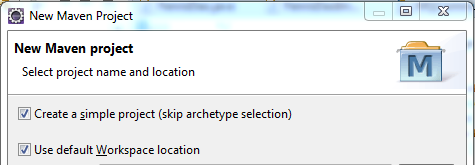 New Maven Project
New Maven project
Select project name and location
M
Create a simple project (skip archetype selection)
Use default Workspace location